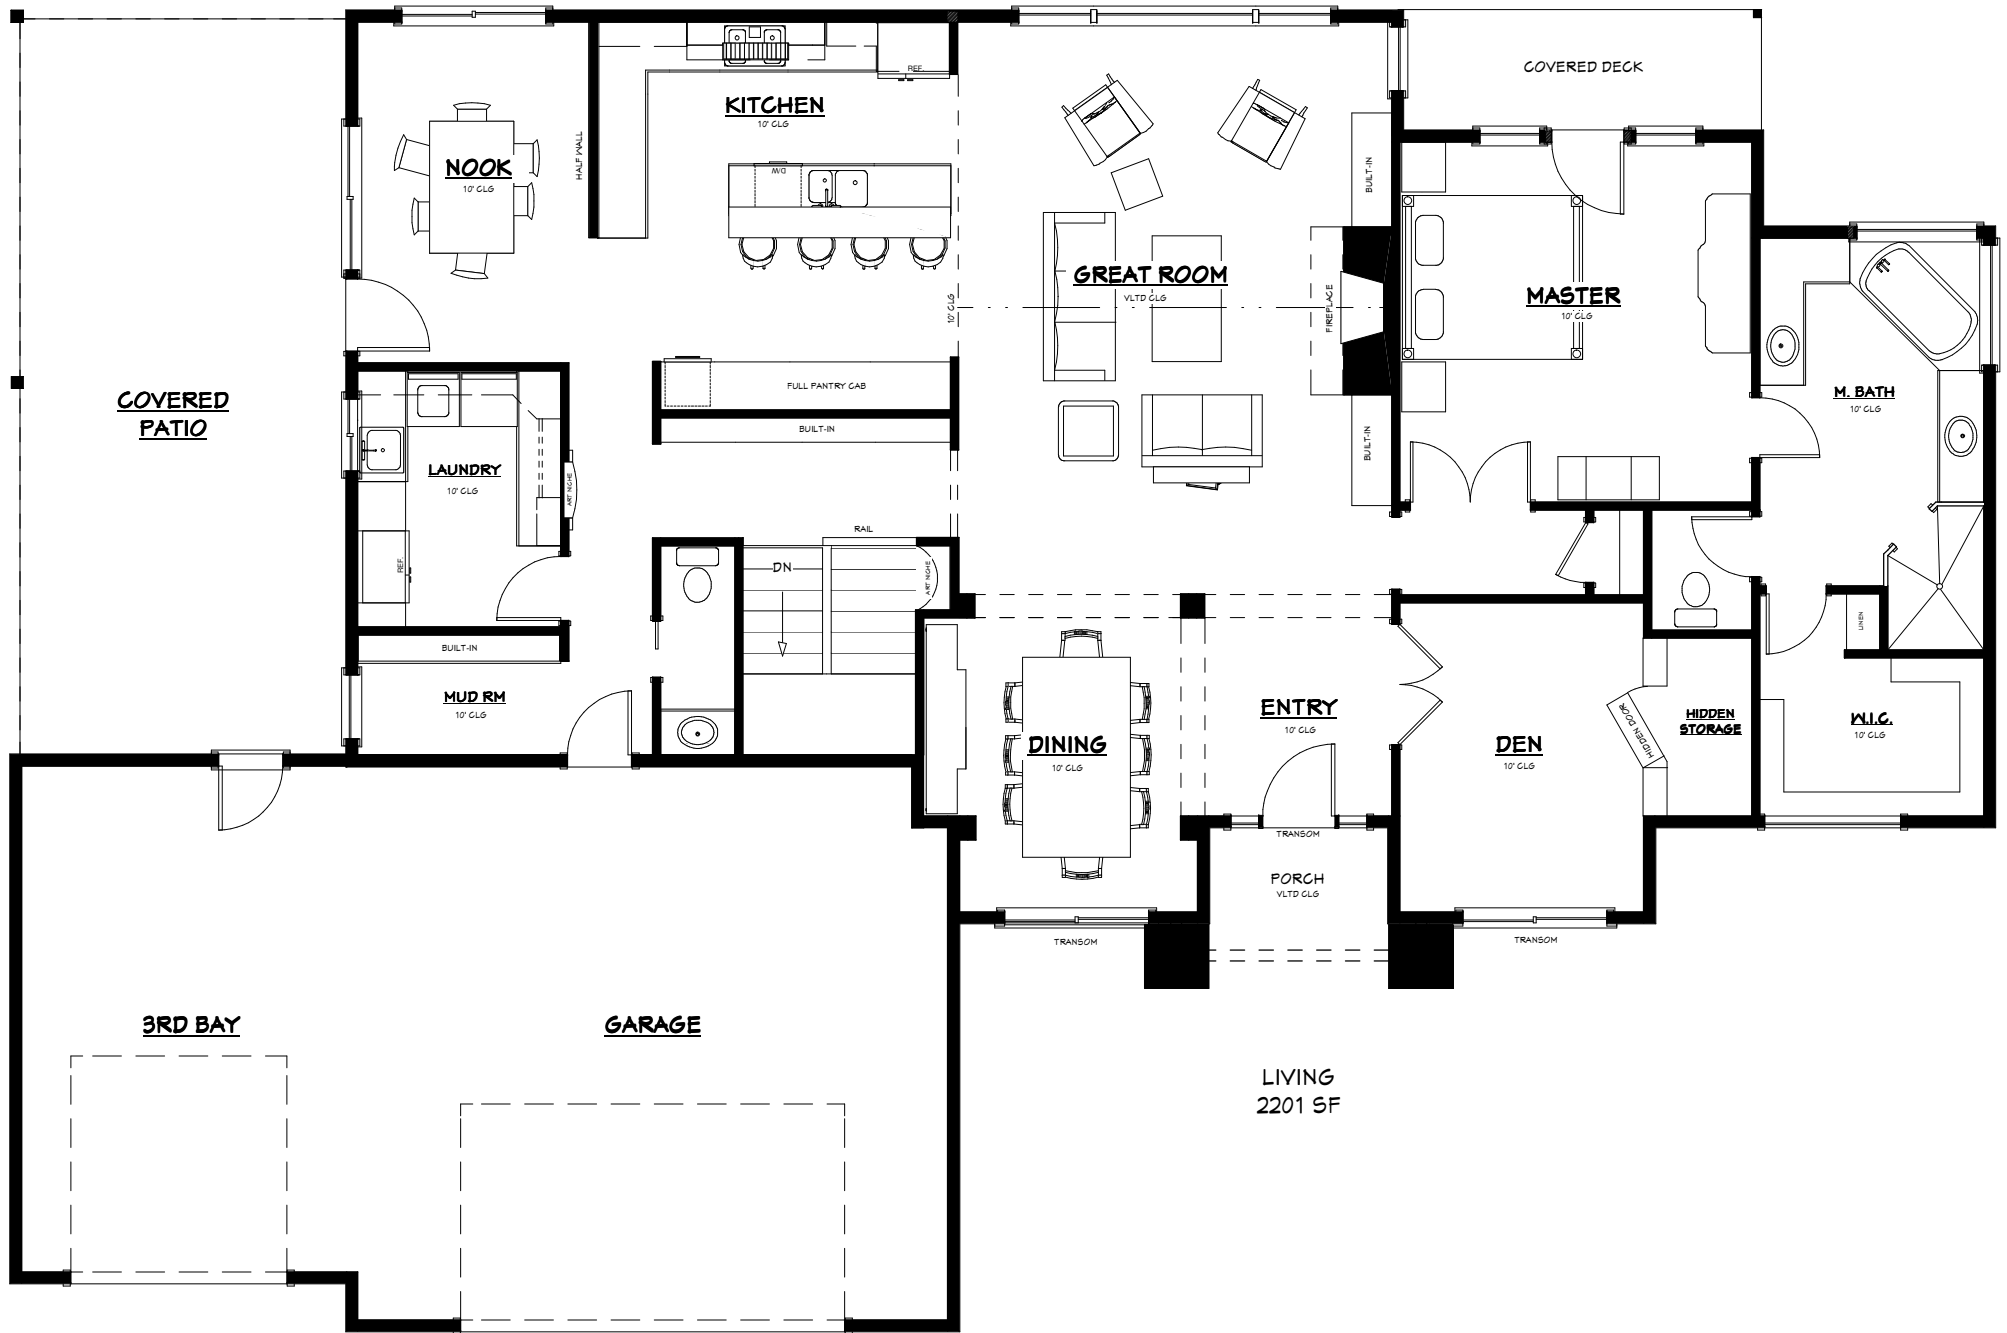 COVERED DECK
REF.
KITCHEN
10' CLG
HALF WALL
NOOK
10' CLG
D/W
BUILT-IN
GREAT ROOM
VLTD CLG
10' CLG
FIREPLACE
MASTER
10' CLG
COVERED
PATIO
FULL PANTRY CAB
M. BATH
10' CLG
BUILT-IN
BUILT-IN
LAUNDRY
10' CLG
ART NICHE
RAIL
REF.
DN
ART NICHE
LINEN
BUILT-IN
MUD RM
10' CLG
ENTRY
10' CLG
DINING
10' CLG
DEN
10' CLG
HIDDEN DOOR
HIDDEN
STORAGE
W.I.C.
10' CLG
TRANSOM
PORCH
VLTD CLG
TRANSOM
TRANSOM
3RD BAY
GARAGE
LIVING
2201 SF